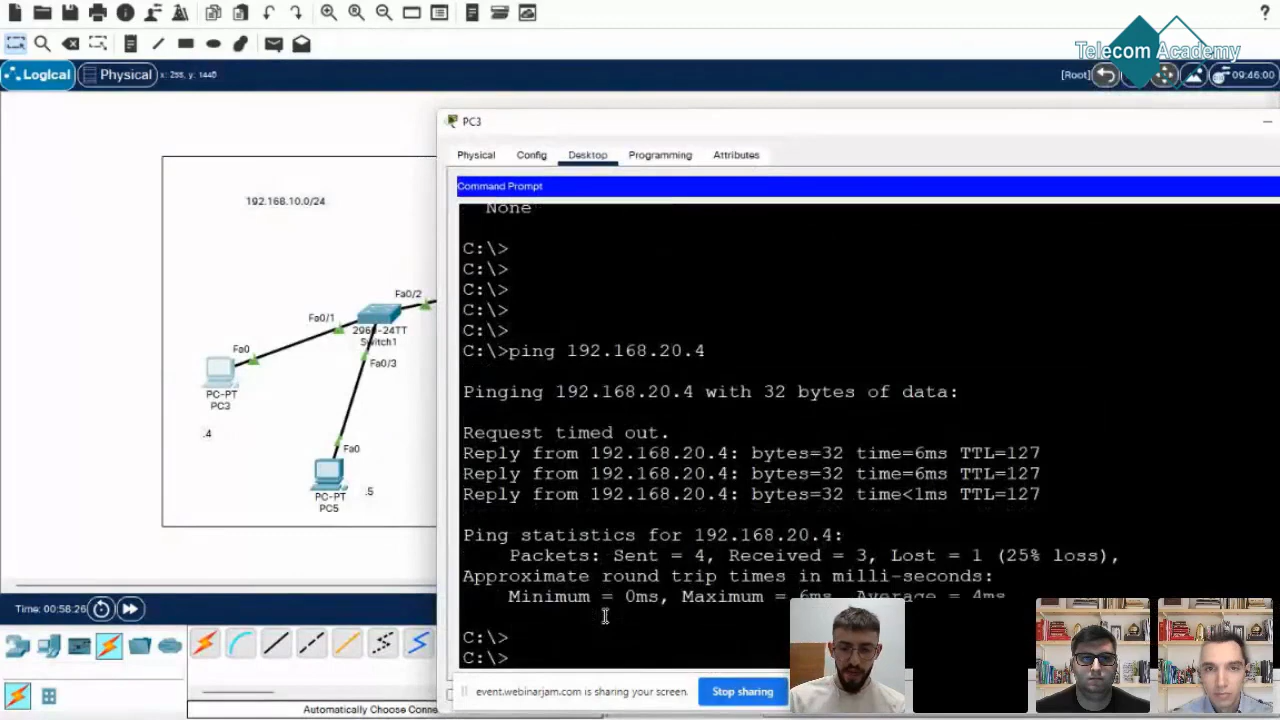 ?
Telecom Academy
Logical
Physical
x: 255, y: 1440
[Root]
09:46:00
192.168.10.0/24
Fa0/2
Fa0/1
2960-24TT
Switch1
Fa0
Fa0/3
PC-PT
PC3
.4
Fa0
PC-PT
PC5
.5
PC3
Physical
Config
Desktop
Programming
Attributes
Command Prompt
None
C:\>
C:\>
C:\>
C:\>
C:\>
C:\>ping 192.168.20.4
Pinging 192.168.20.4 with 32 bytes of data:
Request timed out.
Reply from 192.168.20.4: bytes=32 time=6ms TTL=127
Reply from 192.168.20.4: bytes=32 time=6ms TTL=127
Reply from 192.168.20.4: bytes=32 time<1ms TTL=127
Ping statistics for 192.168.20.4:
Packets: Sent = 4, Received = 3, Lost = 1 (25% loss),
Approximate round trip times in milli-seconds:
Minimum = 0ms, Maximum = 6ms, Average = 4ms
C:\>
C:\>
Time: 00:58:26
Automatically Choose Conne
event.webinarjam.com is sharing your screen.
Stop sharing